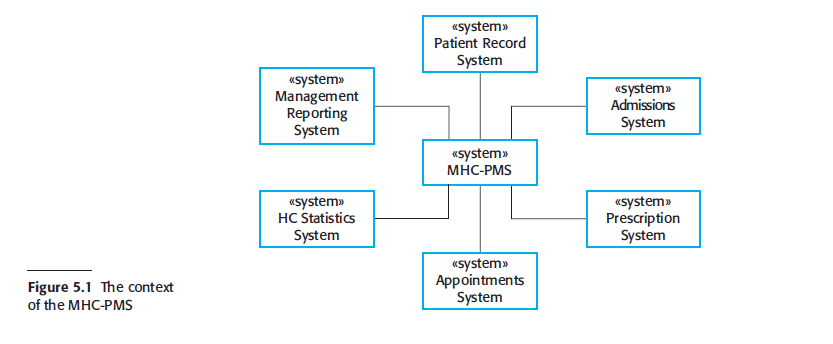 «system»
Patient Record
System
«system»
Management
Reporting
System
«system»
Admissions
System
«system»
MHC-PMS
«system»
HC Statistics
System
«system»
Prescription
System
«system»
Appointments
System
Figure 5.1 The context
of the MHC-PMS